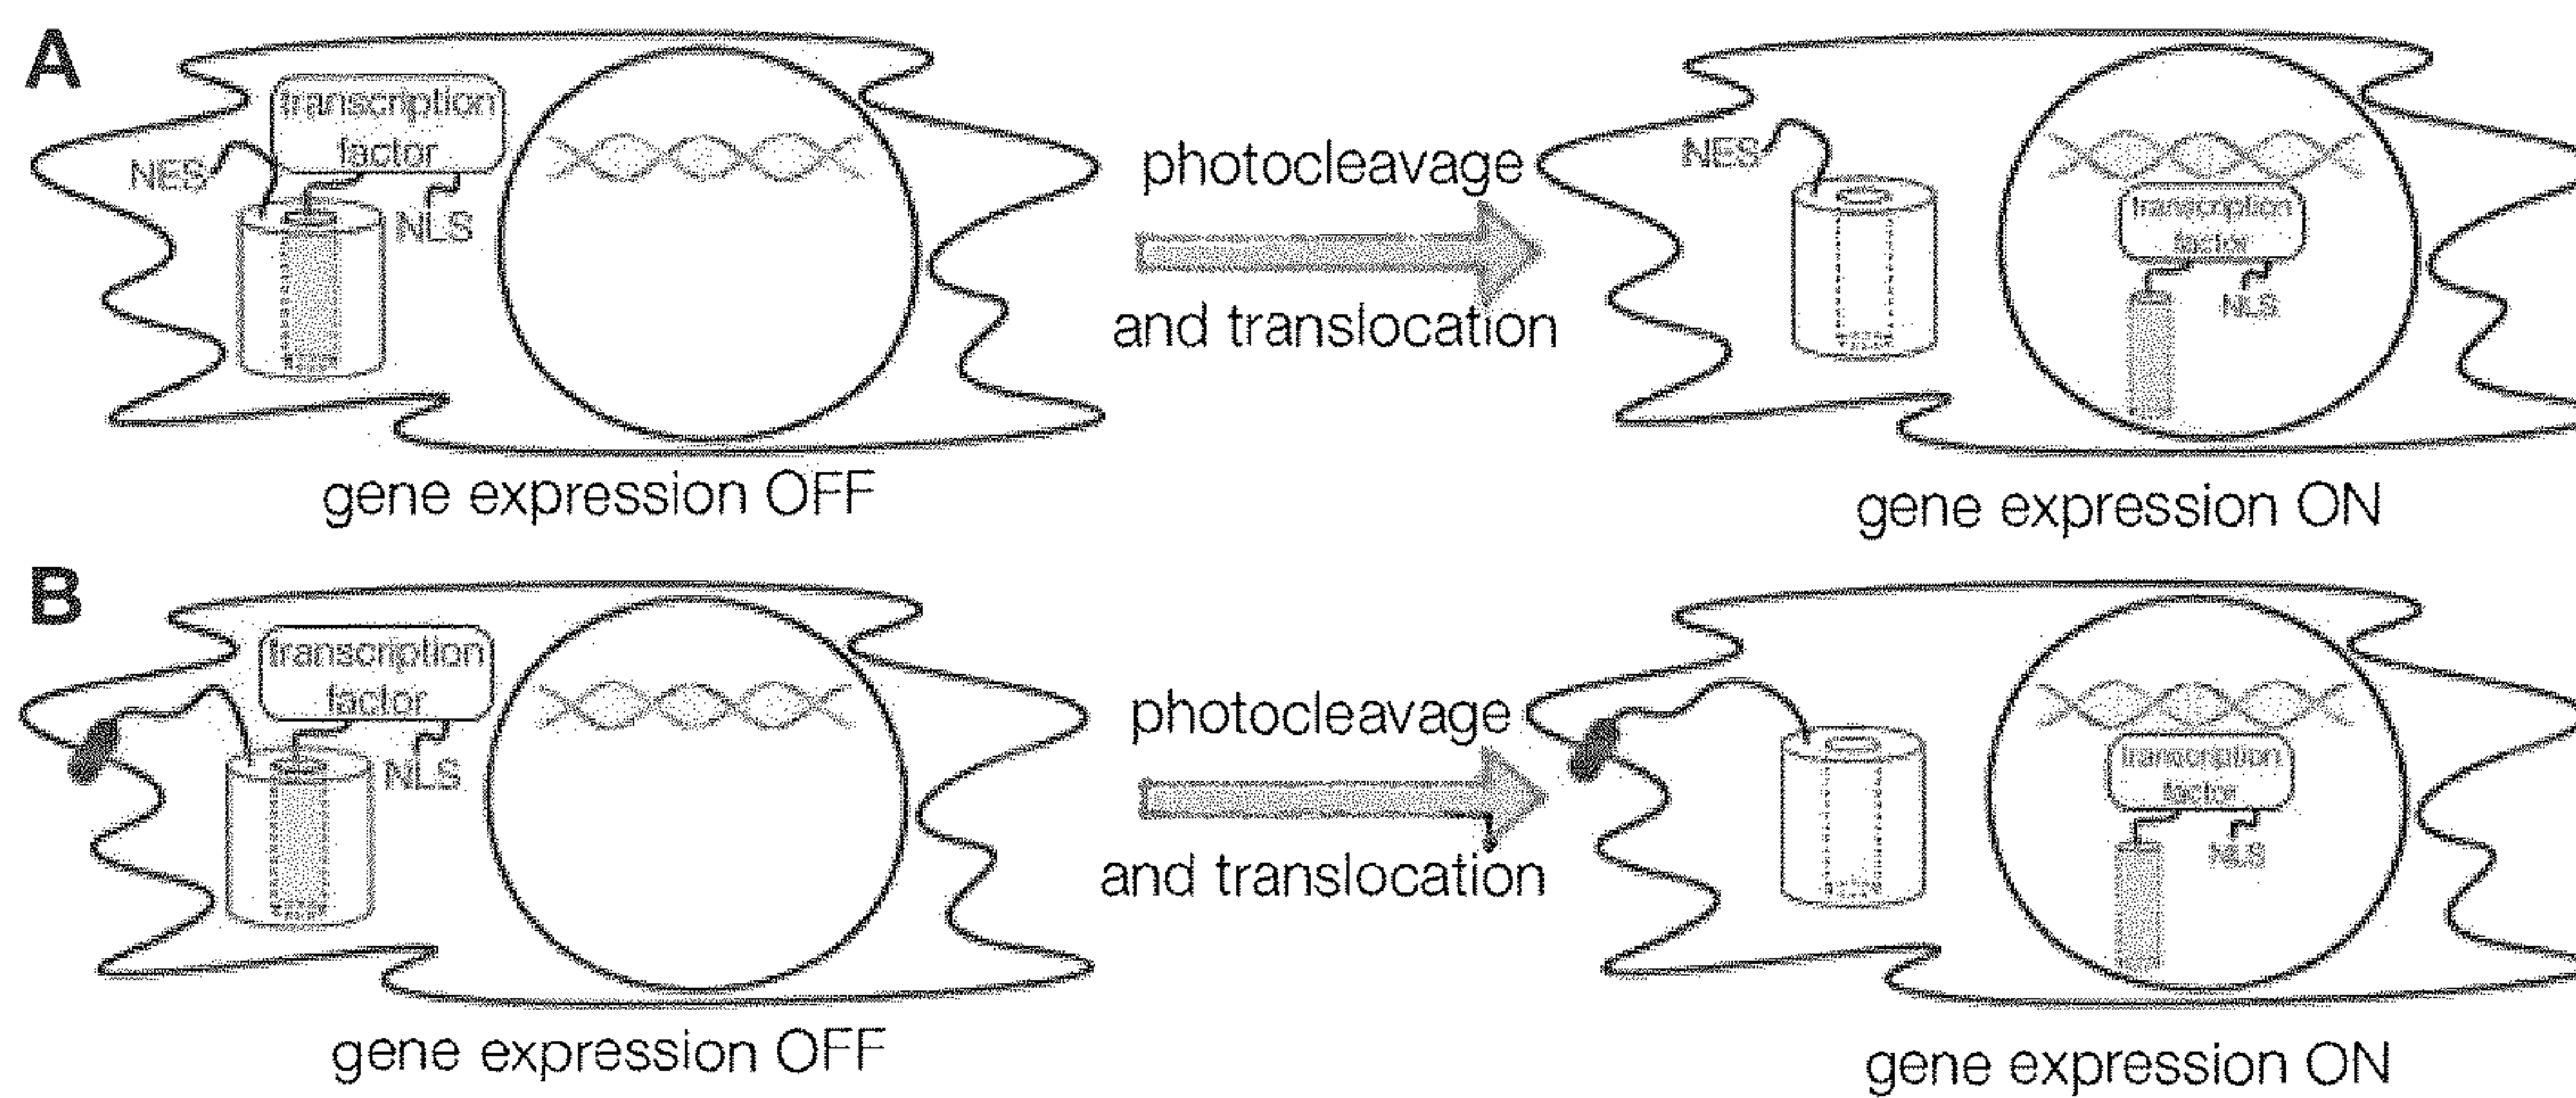 A
transcription
factor
NES
NLS
photocleavage
and translocation
NES
transcription
factor
NLS
gene expression OFF
gene expression ON
B
transcription
factor
NLS
photocleavage
and translocation
transcription
factor
NLS
gene expression OFF
gene expression ON